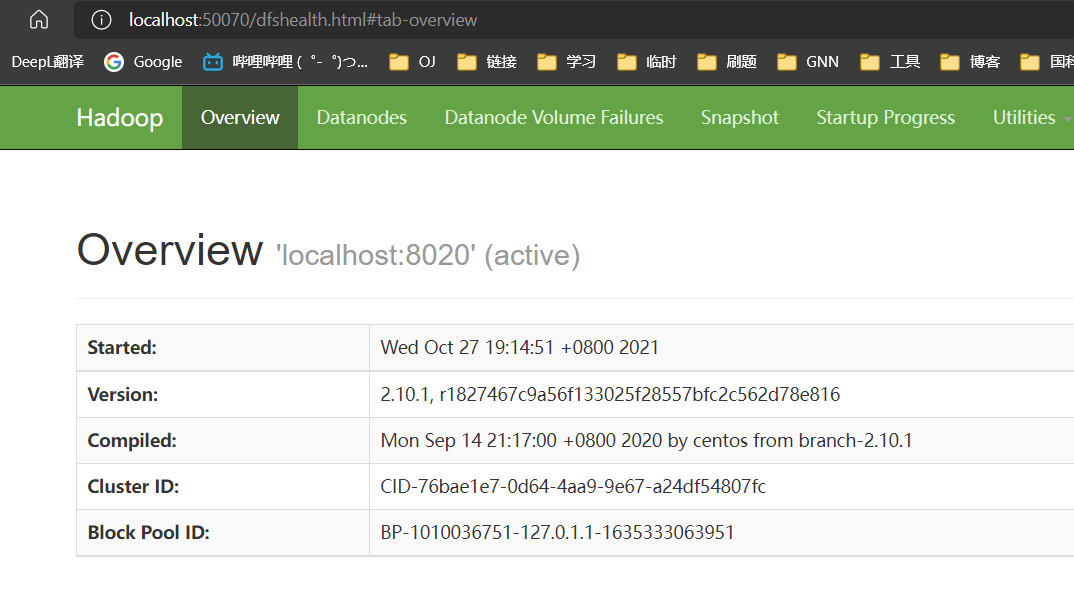 localhost:50070/dfshealth.html#tab-overview
DeepL翻译 Google 哔哩哔哩 (゜-゜)つ... OJ 链接 学习 临时 刷题 GNN 工具 博客 国科
Hadoop Overview Datanodes Datanode Volume Failures Snapshot Startup Progress Utilities
Overview 'localhost:8020' (active)
Started: Wed Oct 27 19:14:51 +0800 2021
Version: 2.10.1, r1827467c9a56f133025f28557bfc2c562d78e816
Compiled: Mon Sep 14 21:17:00 +0800 2020 by centos from branch-2.10.1
Cluster ID: CID-76bae1e7-0d64-4aa9-9e67-a24df54807fc
Block Pool ID: BP-1010036751-127.0.1.1-1635333063951